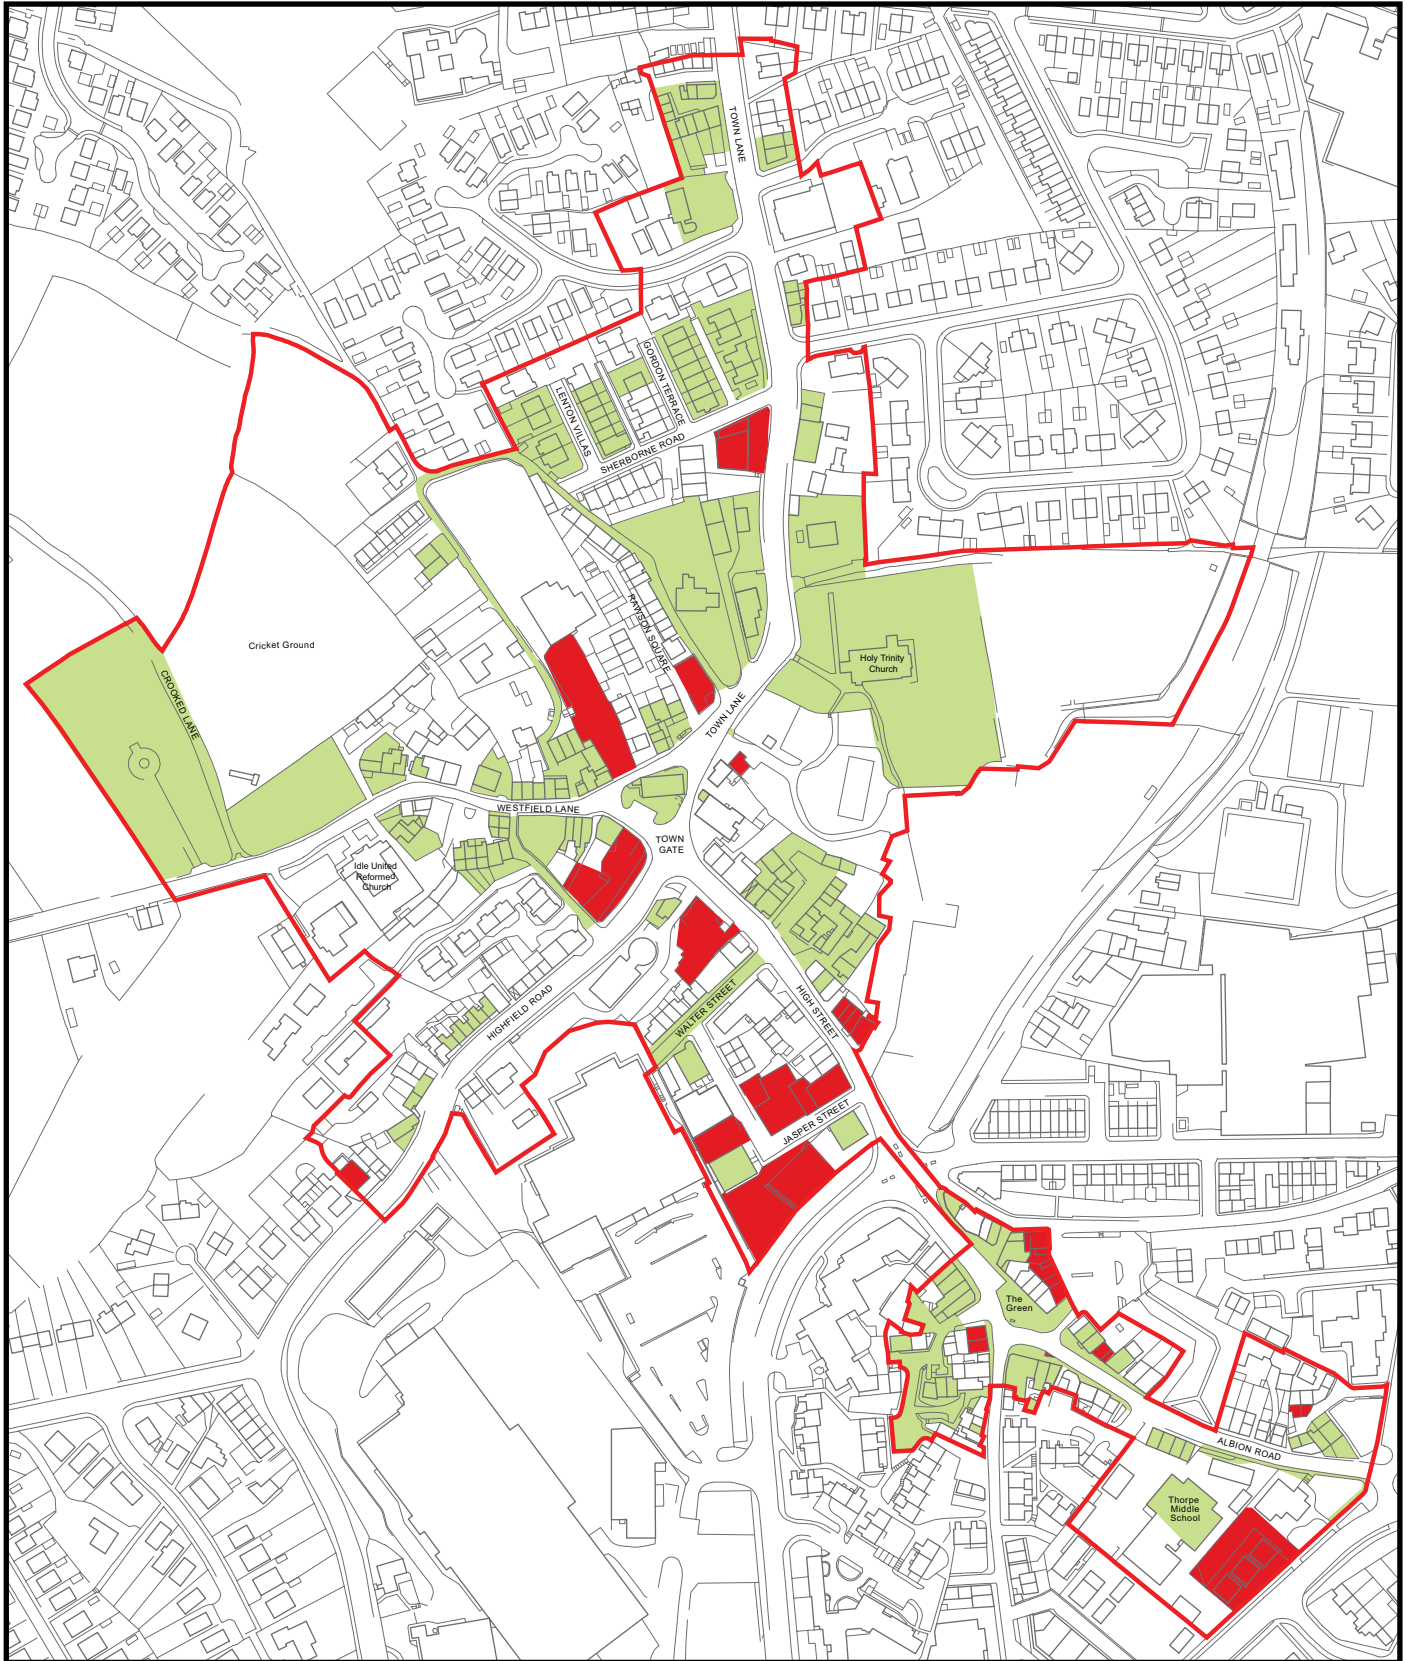 TOWN LANE
GORDON TERRACE
LENTON VILLAS
SHERBORNE ROAD
RAWSON SQUARE
Cricket Ground
Holy Trinity
Church
CROOKED LANE
TOWN LANE
WESTFIELD LANE
TOWN
GATE
Idle United
Reformed
Church
HIGHFIELD ROAD
WALTER STREET
HIGH STREET
JASPER STREET
The
Green
ALBION ROAD
Thorpe
Middle
School